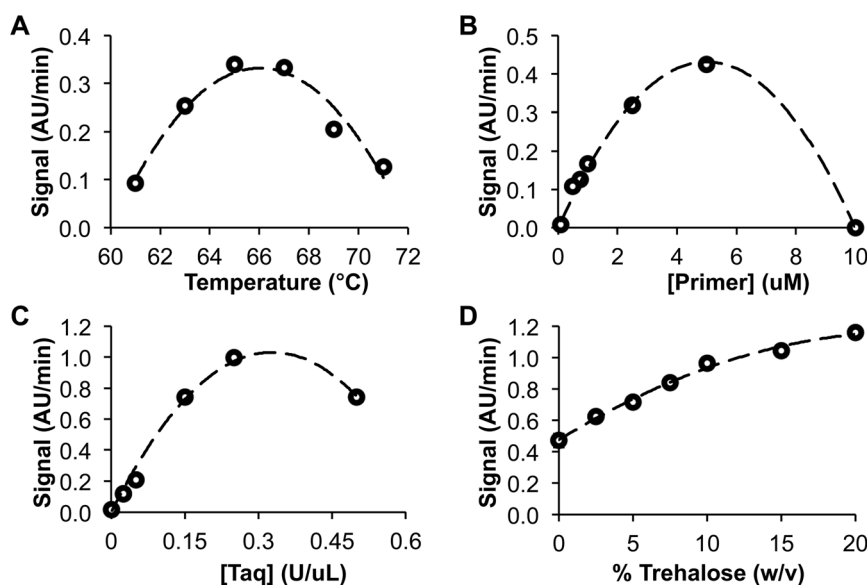 A
Signal (AU/min)
0.4
0.3
0.2
0.1
0.0
60 62 64 66 68 70 72
Temperature (°C)
B
Signal (AU/min)
0.5
0.4
0.3
0.2
0.1
0.0
0 2 4 6 8 10
[Primer] (uM)
C
Signal (AU/min)
1.2
1.0
0.8
0.6
0.4
0.2
0.0
0 0.15 0.3 0.45 0.6
[Taq] (U/uL)
D
Signal (AU/min)
1.2
1.0
0.8
0.6
0.4
0.2
0.0
0 5 10 15 20
% Trehalose (w/v)